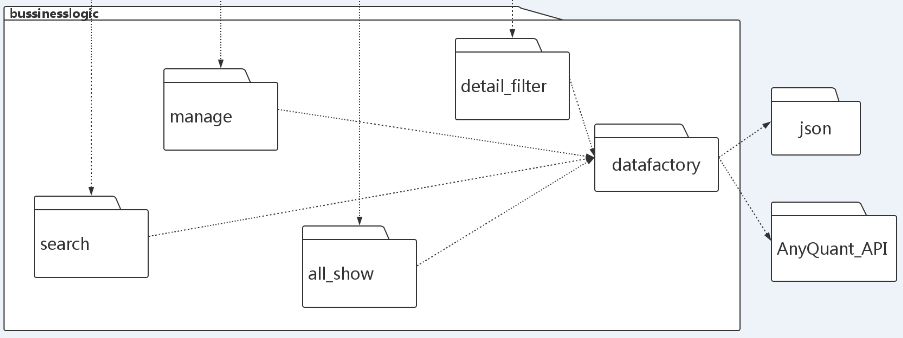 bussinesslogic
detail_filter
manage
json
datafactory
search
AnyQuant_API
all_show